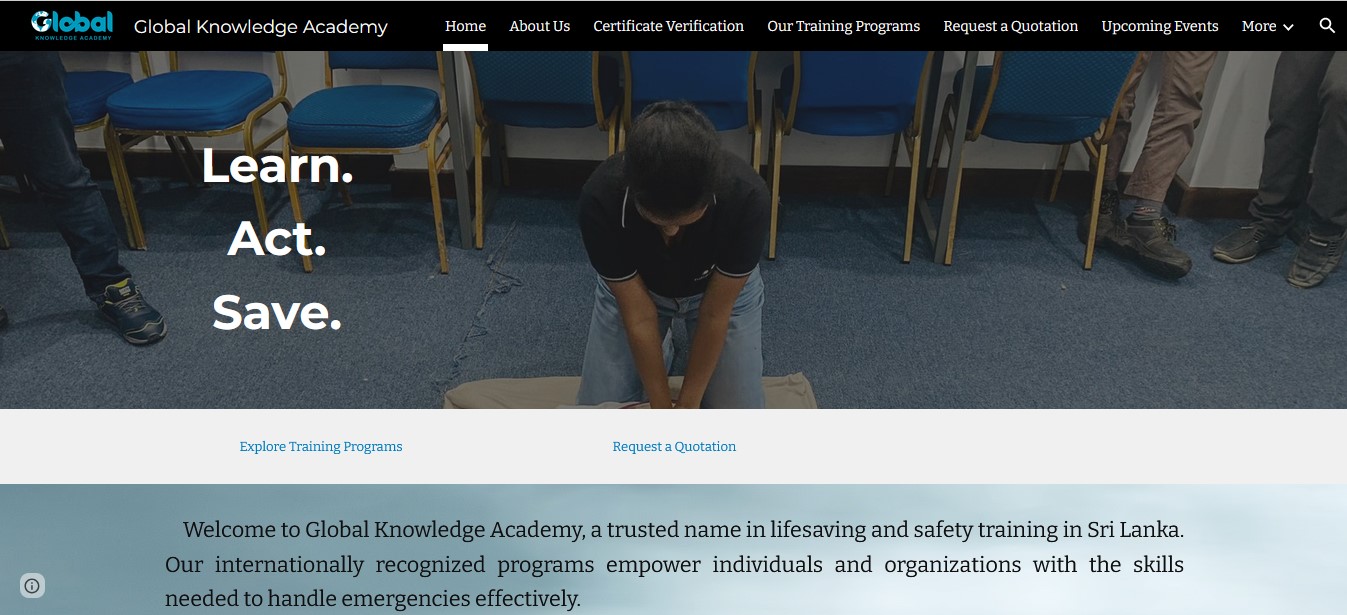 Global
KNOWLEDGE ACADEMY
Global Knowledge Academy
Home
About Us
Certificate Verification
Our Training Programs
Request a Quotation
Upcoming Events
More
Learn.
Act.
Save.
Explore Training Programs
Request a Quotation
Welcome to Global Knowledge Academy, a trusted name in lifesaving and safety training in Sri Lanka.
Our internationally recognized programs empower individuals and organizations with the skills
needed to handle emergencies effectively.